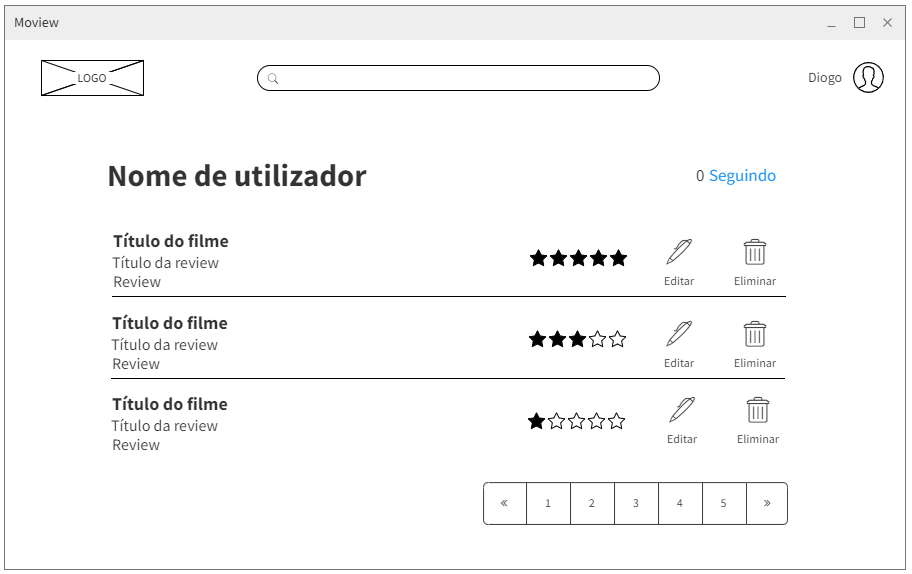 Moview
LOGO
Diogo
Nome de utilizador
0 Seguindo
Título do filme
Título da review
Review
Editar
Eliminar
Título do filme
Título da review
Review
Editar
Eliminar
Título do filme
Título da review
Review
Editar
Eliminar
« 1 2 3 4 5 »